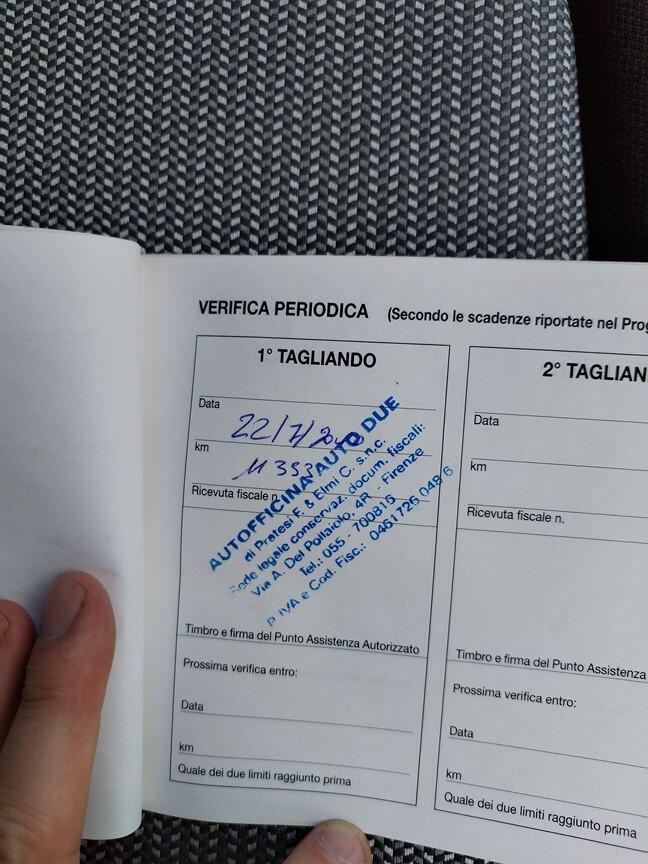 VERIFICA PERIODICA (Secondo le scadenze riportate nel Prog
1° TAGLIANDO
Data 22/7/
km 11
Ricevuta fiscale n.
AUTOFFICINA AUTO DUE
di Pratesi F. & Elmi C. s.n.c.
Sede legale conservaz. docum. fiscali:
Via A. Del Pollaiolo, 4R - Firenze
Tel.: 055 - 700815
P. IVA e Cod. Fisc.: 0461726 048 6
Timbro e firma del Punto Assistenza Autorizzato
Prossima verifica entro:
Data
km
Quale dei due limiti raggiunto prima
2° TAGLIAN
Data
km
Ricevuta fiscale n.
Timbro e firma del Punto Assistenza
Prossima verifica entro:
Data
km
Quale dei due limiti raggiunto prima